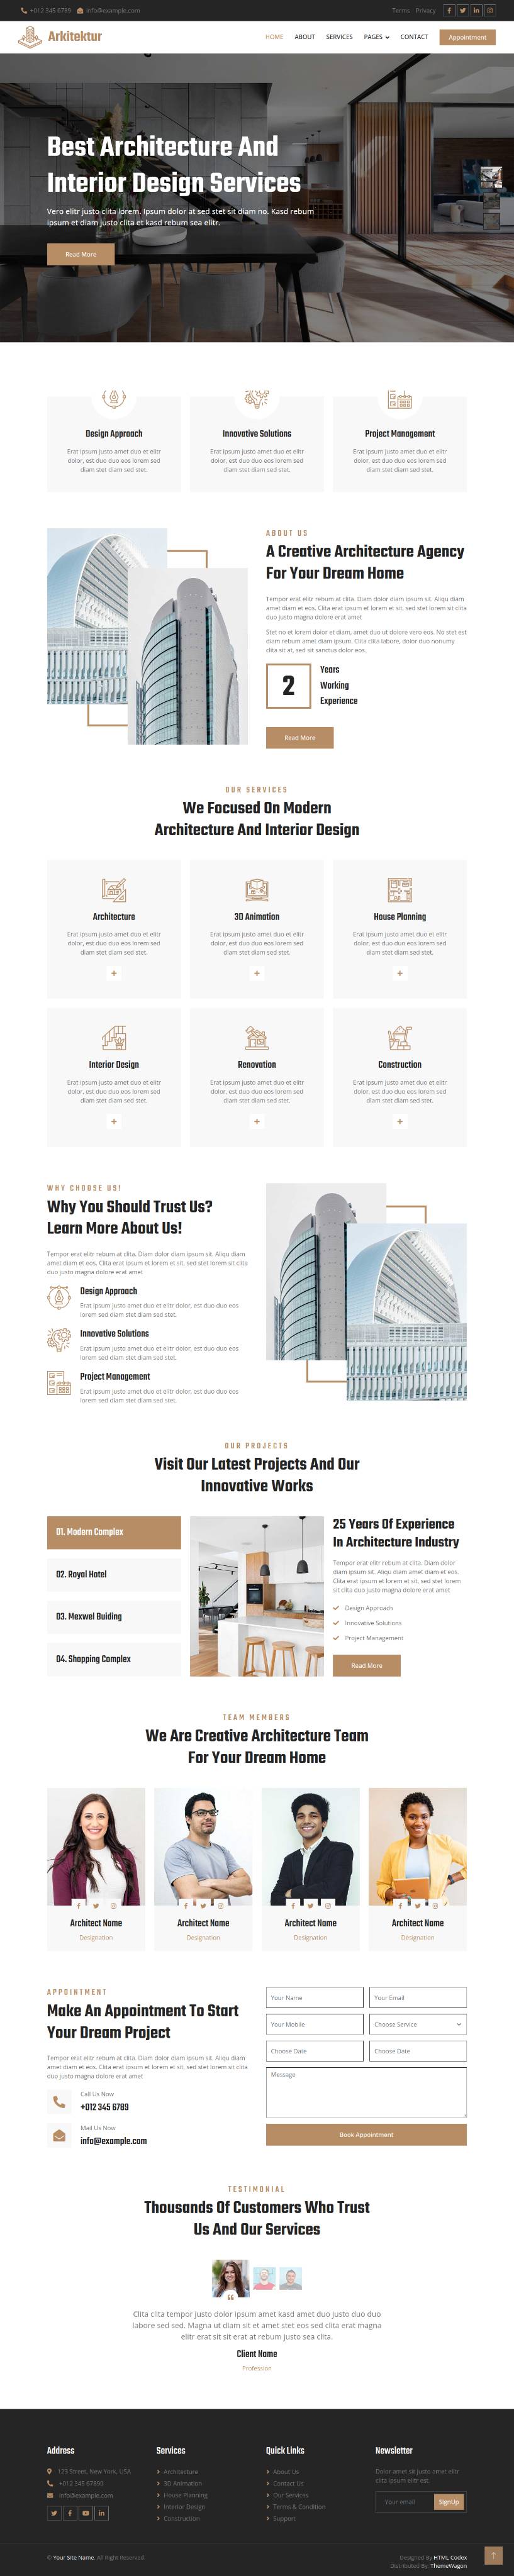 +012 345 6789 info@example.com Terms Privacy
Arkitektur HOME ABOUT SERVICES PAGES CONTACT Appointment
Best Architecture And
Interior Design Services
Vero elitr justo clita lorem. Ipsum dolor at sed stet sit diam no. Kasd rebum
ipsum et diam justo clita et kasd rebum sea elitr.
Read More
Design Approach
Erat ipsum justo amet duo et elitr
dolor, est duo duo eos lorem sed
diam stet diam sed stet.
Innovative Solutions
Erat ipsum justo amet duo et elitr
dolor, est duo duo eos lorem sed
diam stet diam sed stet.
Project Management
Erat ipsum justo amet duo et elitr
dolor, est duo duo eos lorem sed
diam stet diam sed stet.
ABOUT US
A Creative Architecture Agency
For Your Dream Home
Tempor erat elitr rebum at clita. Diam dolor diam ipsum sit. Aliqu diam
amet diam et eos. Clita erat ipsum et lorem et sit, sed stet lorem sit clita
duo justo magna dolore erat amet
Stet no et lorem dolor et diam, amet duo ut dolore vero eos. No stet est
diam rebum amet diam ipsum. Clita clita labore, dolor duo nonumy
clita sit at, sed sit sanctus dolor eos.
2
Years
Working
Experience
Read More
OUR SERVICES
We Focused On Modern
Architecture And Interior Design
Architecture
Erat ipsum justo amet duo et elitr
dolor, est duo duo eos lorem sed
diam stet diam sed stet.
3D Animation
Erat ipsum justo amet duo et elitr
dolor, est duo duo eos lorem sed
diam stet diam sed stet.
House Planning
Erat ipsum justo amet duo et elitr
dolor, est duo duo eos lorem sed
diam stet diam sed stet.
Interior Design
Erat ipsum justo amet duo et elitr
dolor, est duo duo eos lorem sed
diam stet diam sed stet.
Renovation
Erat ipsum justo amet duo et elitr
dolor, est duo duo eos lorem sed
diam stet diam sed stet.
Construction
Erat ipsum justo amet duo et elitr
dolor, est duo duo eos lorem sed
diam stet diam sed stet.
WHY CHOOSE US!
Why You Should Trust Us?
Learn More About Us!
Tempor erat elitr rebum at clita. Diam dolor diam ipsum sit. Aliqu diam
amet diam et eos. Clita erat ipsum et lorem et sit, sed stet lorem sit clita
duo justo magna dolore erat amet
Design Approach
Erat ipsum justo amet duo et elitr dolor, est duo duo eos
lorem sed diam stet diam sed stet.
Innovative Solutions
Erat ipsum justo amet duo et elitr dolor, est duo duo eos
lorem sed diam stet diam sed stet.
Project Management
Erat ipsum justo amet duo et elitr dolor, est duo duo eos
lorem sed diam stet diam sed stet.
OUR PROJECTS
Visit Our Latest Projects And Our
Innovative Works
01. Modern Complex
02. Royal Hotel
03. Mexwel Buiding
04. Shopping Complex
25 Years Of Experience
In Architecture Industry
Tempor erat elitr rebum at clita. Diam dolor
diam ipsum sit. Aliqu diam amet diam et eos.
Clita erat ipsum et lorem et sit, sed stet lorem
sit clita duo justo magna dolore erat amet
Design Approach
Innovative Solutions
Project Management
Read More
TEAM MEMBERS
We Are Creative Architecture Team
For Your Dream Home
Architect Name
Designation
Architect Name
Designation
Architect Name
Designation
Architect Name
Designation
APPOINTMENT
Make An Appointment To Start
Your Dream Project
Tempor erat elitr rebum at clita. Diam dolor diam ipsum sit. Aliqu diam
amet diam et eos. Clita erat ipsum et lorem et sit, sed stet lorem sit clita
duo justo magna dolore erat amet
Call Us Now
+012 345 6789
Mail Us Now
info@example.com
Your Name Your Email
Your Mobile Choose Service
Choose Date Choose Date
Message
Book Appointment
TESTIMONIAL
Thousands Of Customers Who Trust
Us And Our Services
Clita clita tempor justo dolor ipsum amet kasd amet duo justo duo duo
labore sed sed. Magna ut diam sit et amet stet eos sed clita erat magna
elitr erat sit sit erat at rebum justo sea clita.
Client Name
Profession
Address
123 Street, New York, USA
+012 345 67890
info@example.com
Services
Architecture
3D Animation
House Planning
Interior Design
Construction
Quick Links
About Us
Contact Us
Our Services
Terms & Condition
Support
Newsletter
Dolor amet sit justo amet elitr
clita ipsum elitr est.
Your email SignUp
© Your Site Name, All Right Reserved.
Designed By HTML Codex
Distributed By: ThemeWagon